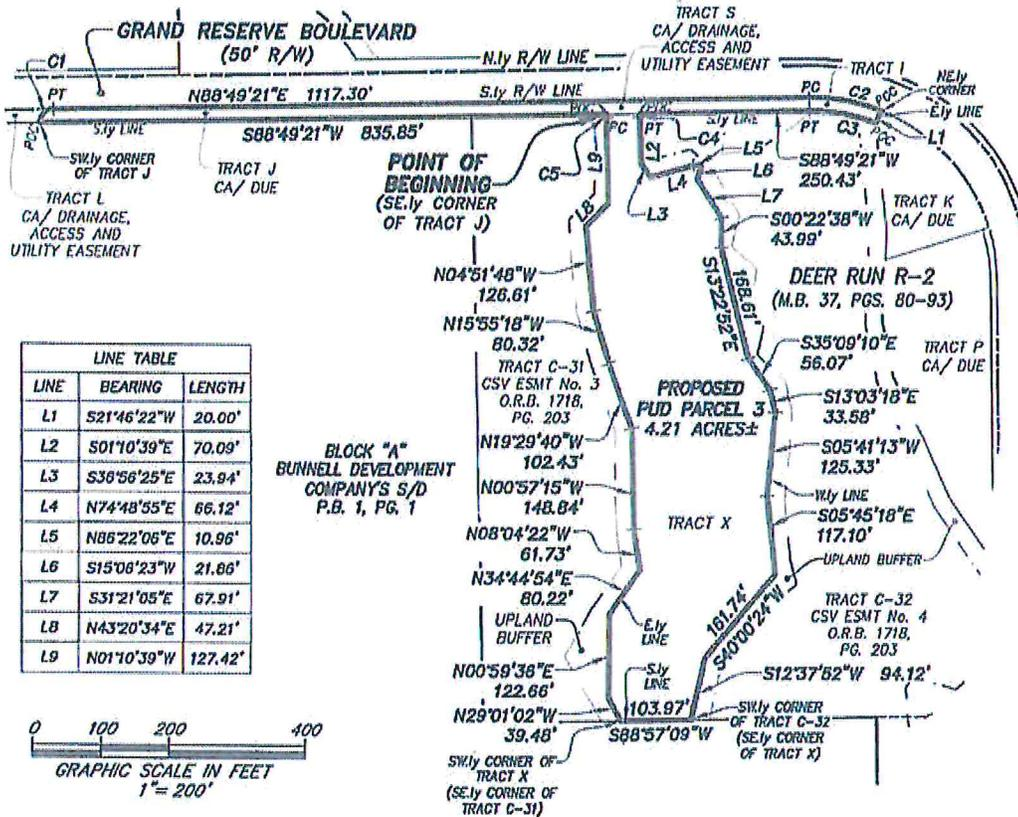 TRACT S
CA/ DRAINAGE,
ACCESS AND
UTILITY EASEMENT
GRAND RESERVE BOULEVARD
(50' R/W)
N.ly R/W LINE
TRACT I
C1
PT
N88°49'21"E 1117.30'
S.ly R/W LINE
PC
C2
PCC
NE.ly
CORNER
E.ly LINE
PCC
S.ly LINE
S88°49'21"W 835.85'
PC
PT
C4
S.ly LINE
PT
C3
PCC
L1
SW.ly CORNER
OF TRACT J
TRACT J
CA/ DUE
POINT OF
BEGINNING
(SE.ly CORNER
OF TRACT J)
C5
L9
L2
L5
L6
L4
L7
L3
L8
S88°49'21"W
250.43'
TRACT L
CA/ DRAINAGE,
ACCESS AND
UTILITY EASEMENT
TRACT K
CA/ DUE
S00°22'38"W
43.99'
DEER RUN R-2
(M.B. 37, PGS. 80-93)
N04°51'48"W
126.61'
168.61'
S13°22'52"E
N15°55'18"W
80.32'
S35°09'10"E
56.07'
TRACT P
CA/ DUE
TRACT C-31
CSV ESMT No. 3
O.R.B. 1718,
PG. 203
PROPOSED
PUD PARCEL 3
4.21 ACRES±
S13°03'18"E
33.58'
N19°29'40"W
102.43'
S05°41'13"W
125.33'
BLOCK "A"
BUNNELL DEVELOPMENT
COMPANY'S S/D
P.B. 1, PG. 1
N00°57'15"W
148.84'
W.ly LINE
TRACT X
S05°45'18"E
117.10'
N08°04'22"W
61.73'
UPLAND BUFFER
N34°44'54"E
80.22'
161.74'
S40°00'24"W
TRACT C-32
CSV ESMT No. 4
O.R.B. 1718,
PG. 203
UPLAND
BUFFER
E.ly
LINE
N00°59'36"E
122.66'
S.ly
LINE
S12°37'52"W 94.12'
N29°01'02"W
39.48'
103.97'
S88°57'09"W
SW.ly CORNER
OF TRACT C-32
(SE.ly CORNER
OF TRACT X)
SW.ly CORNER OF
TRACT X
(SE.ly CORNER OF
TRACT C-31)
LINE TABLE
LINE BEARING LENGTH
L1 S21°46'22"W 20.00'
L2 S01°10'39"E 70.09'
L3 S36°56'25"E 23.94'
L4 N74°48'55"E 66.12'
L5 N86°22'06"E 10.96'
L6 S15°06'23"W 21.86'
L7 S31°21'05"E 67.91'
L8 N43°20'34"E 47.21'
L9 N01°10'39"W 127.42'
0 100 200 400
GRAPHIC SCALE IN FEET
1"= 200'